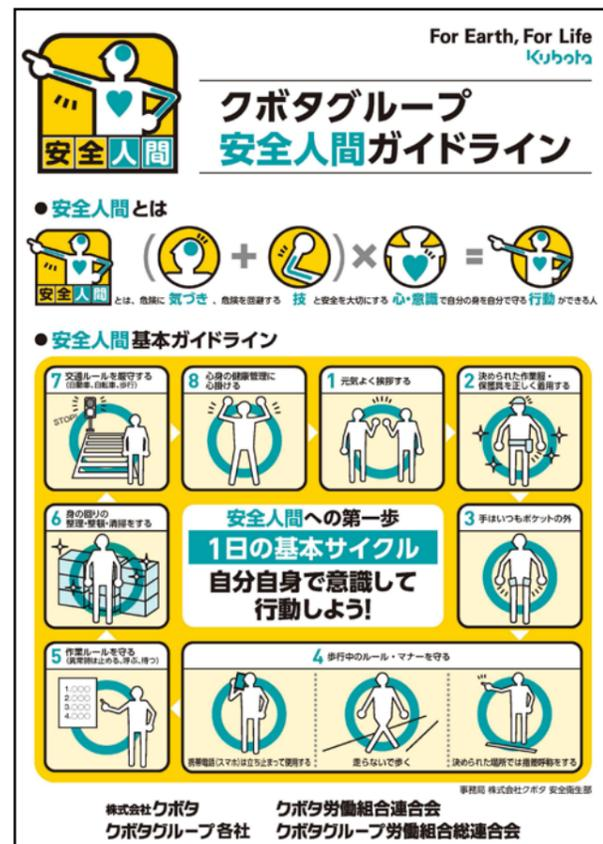 For Earth, For Life
Kubota
安全人間
クボタグループ
安全人間ガイドライン
●安全人間とは
安全人間 とは、危険に 気づき 、危険を回避する 技 と安全を大切にする 心・意識 で自分の身を自分で守る 行動 ができる人
( + ) × =
●安全人間 基本ガイドライン
7 交通ルールを厳守する
(自動車、自転車、歩行)
STOP!
8 心身の健康管理に
心掛ける
1 元気よく挨拶する
2 決められた作業服・
保護具を正しく着用する
6 身の回りの
整理・整頓・清掃をする
安全人間への第一歩
1日の基本サイクル
自分自身で意識して
行動しよう!
3 手はいつもポケットの外
5 作業ルールを守る
(異常時は止める、呼ぶ、待つ)
1.○○○
2.○○○
3.○○○
4.○○○
4 歩行中のルール・マナーを守る
携帯電話(スマホ)は立ち止まって使用する
走らないで歩く
決められた場所では指差呼称をする
事務局 株式会社クボタ 安全衛生部
株式会社クボタ クボタ労働組合連合会
クボタグループ各社 クボタグループ労働組合総連合会